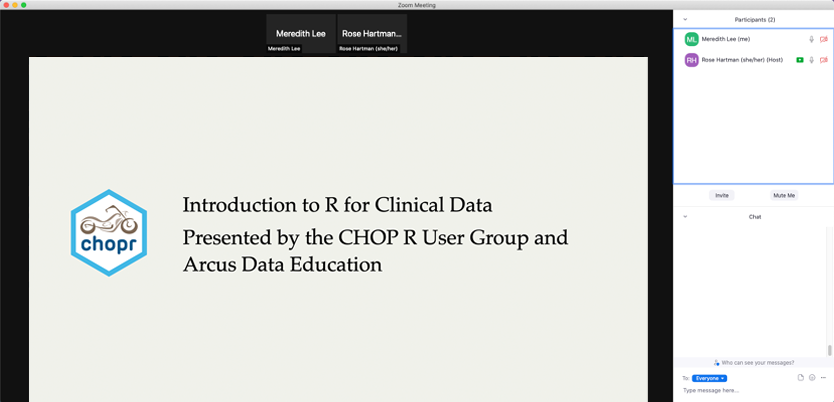 Zoom Meeting
Meredith Lee
Rose Hartman...
Meredith Lee
Rose Hartman (she/her)
chopr
Introduction to R for Clinical Data
Presented by the CHOP R User Group and
Arcus Data Education
Participants (2)
ML Meredith Lee (me)
RH Rose Hartman (she/her) (Host)
Invite
Mute Me
Chat
Who can see your messages?
To: Everyone
Type message here...